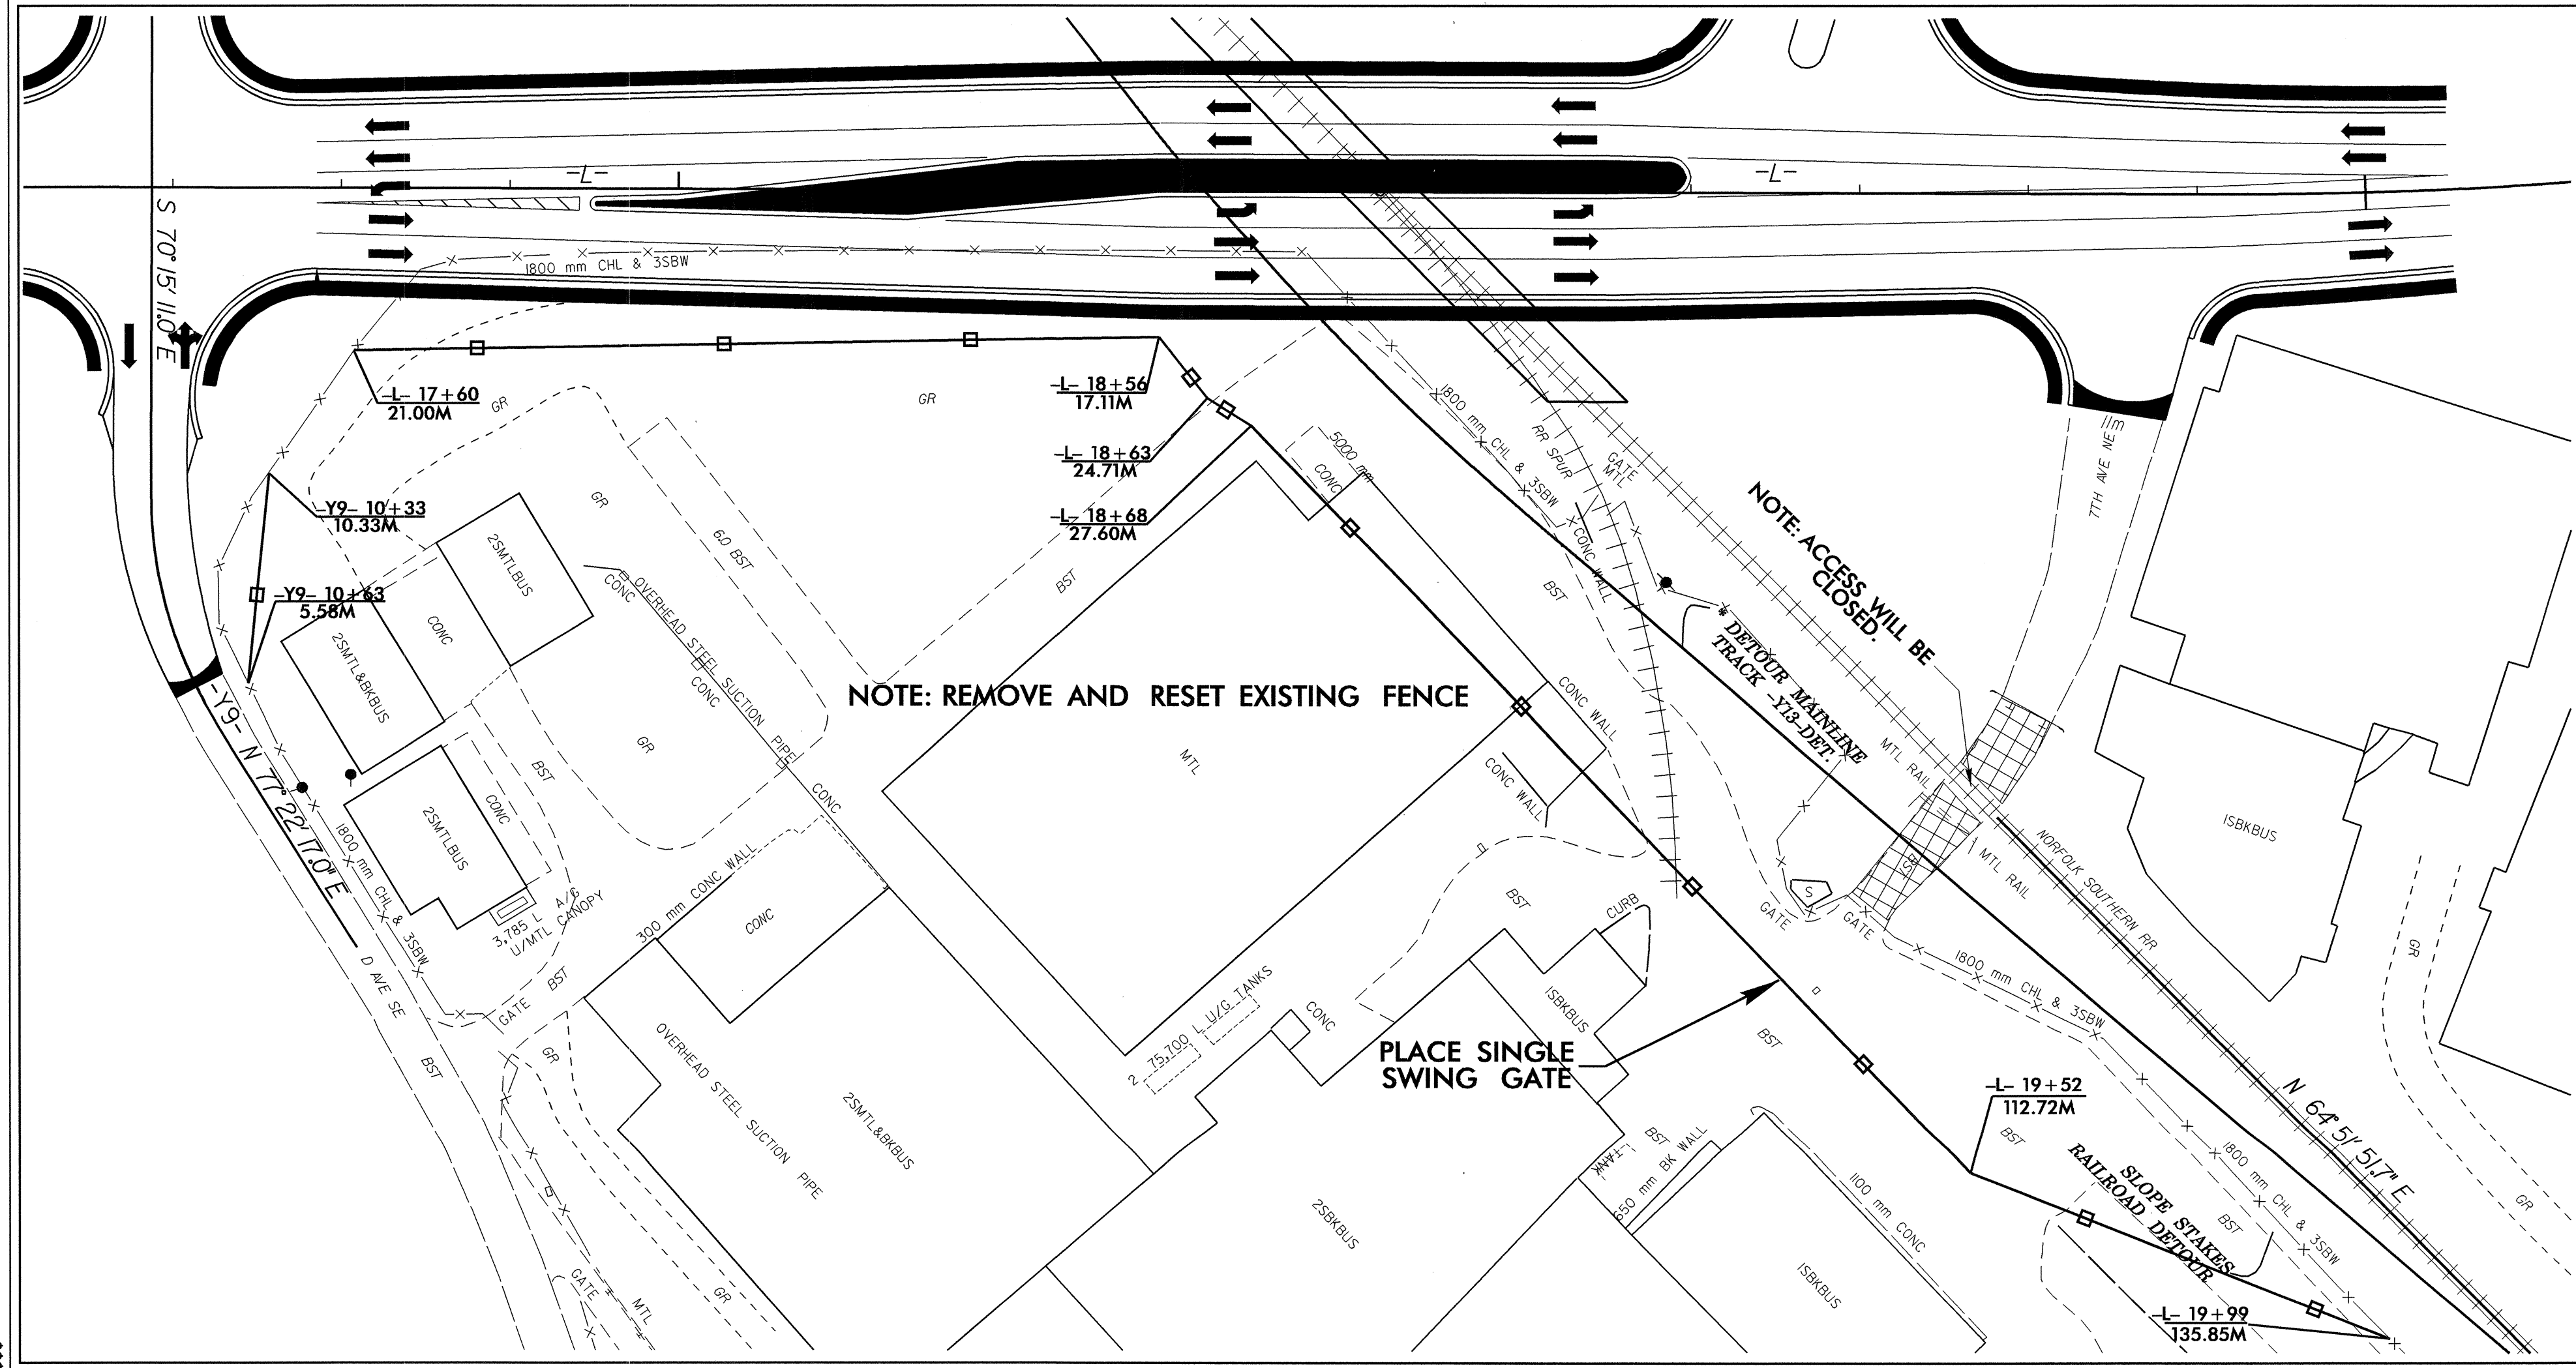 -L-
-L-
S 70° 15' 11.0" E
1800 mm CHL & 3SBW
-L- 17+60
21.00M
GR
GR
-L- 18+56
17.11M
-L- 18+63
24.71M
-L- 18+68
27.60M
-Y9- 10+33
10.33M
-Y9- 10+63
5.58M
GR
6.0 BST
BST
5000 mm
CONC
1800 mm CHL & 3SBW
RR SPUR
GATE
MTL
CONC WALL
BST
7TH AVE NE
11m
NOTE: ACCESS WILL BE
CLOSED.
2SMTLBUS
CONC
2SMTL&BKBUS
OVERHEAD STEEL SUCTION PIPE
CONC
CONC
GR
NOTE: REMOVE AND RESET EXISTING FENCE
MTL
CONC WALL
CONC WALL
* DETOUR MAINLINE
TRACK -Y13-DET.
MTL RAIL
MTL RAIL
NORFOLK SOUTHERN RR
1SBKBUS
-Y9- N 77° 22' 17.0" E
BST
CONC
CONC
2SMTLBUS
1800 mm CHL & 3SBW
3,785 L A/G
U/MTL CANOPY
300 mm CONC WALL
CONC
BST
CURB
GATE
S
GATE
GR
1800 mm CHL & 3SBW
D AVE SE
BST
GATE
BST
GR
OVERHEAD STEEL SUCTION PIPE
2SMTL&BKBUS
2 75,700 L U/G TANKS
CONC
1SBKBUS
PLACE SINGLE
SWING GATE
BST
-L- 19+52
112.72M
BST
N 64° 51' 51.7" E
BST
TANK
650 mm BK WALL
1100 mm CONC
SLOPE STAKES
RAILROAD DETOUR
BST
1800 mm CHL & 3SBW
GR
2SBKBUS
1SBKBUS
GATE
MTL
GR
-L- 19+99
135.85M